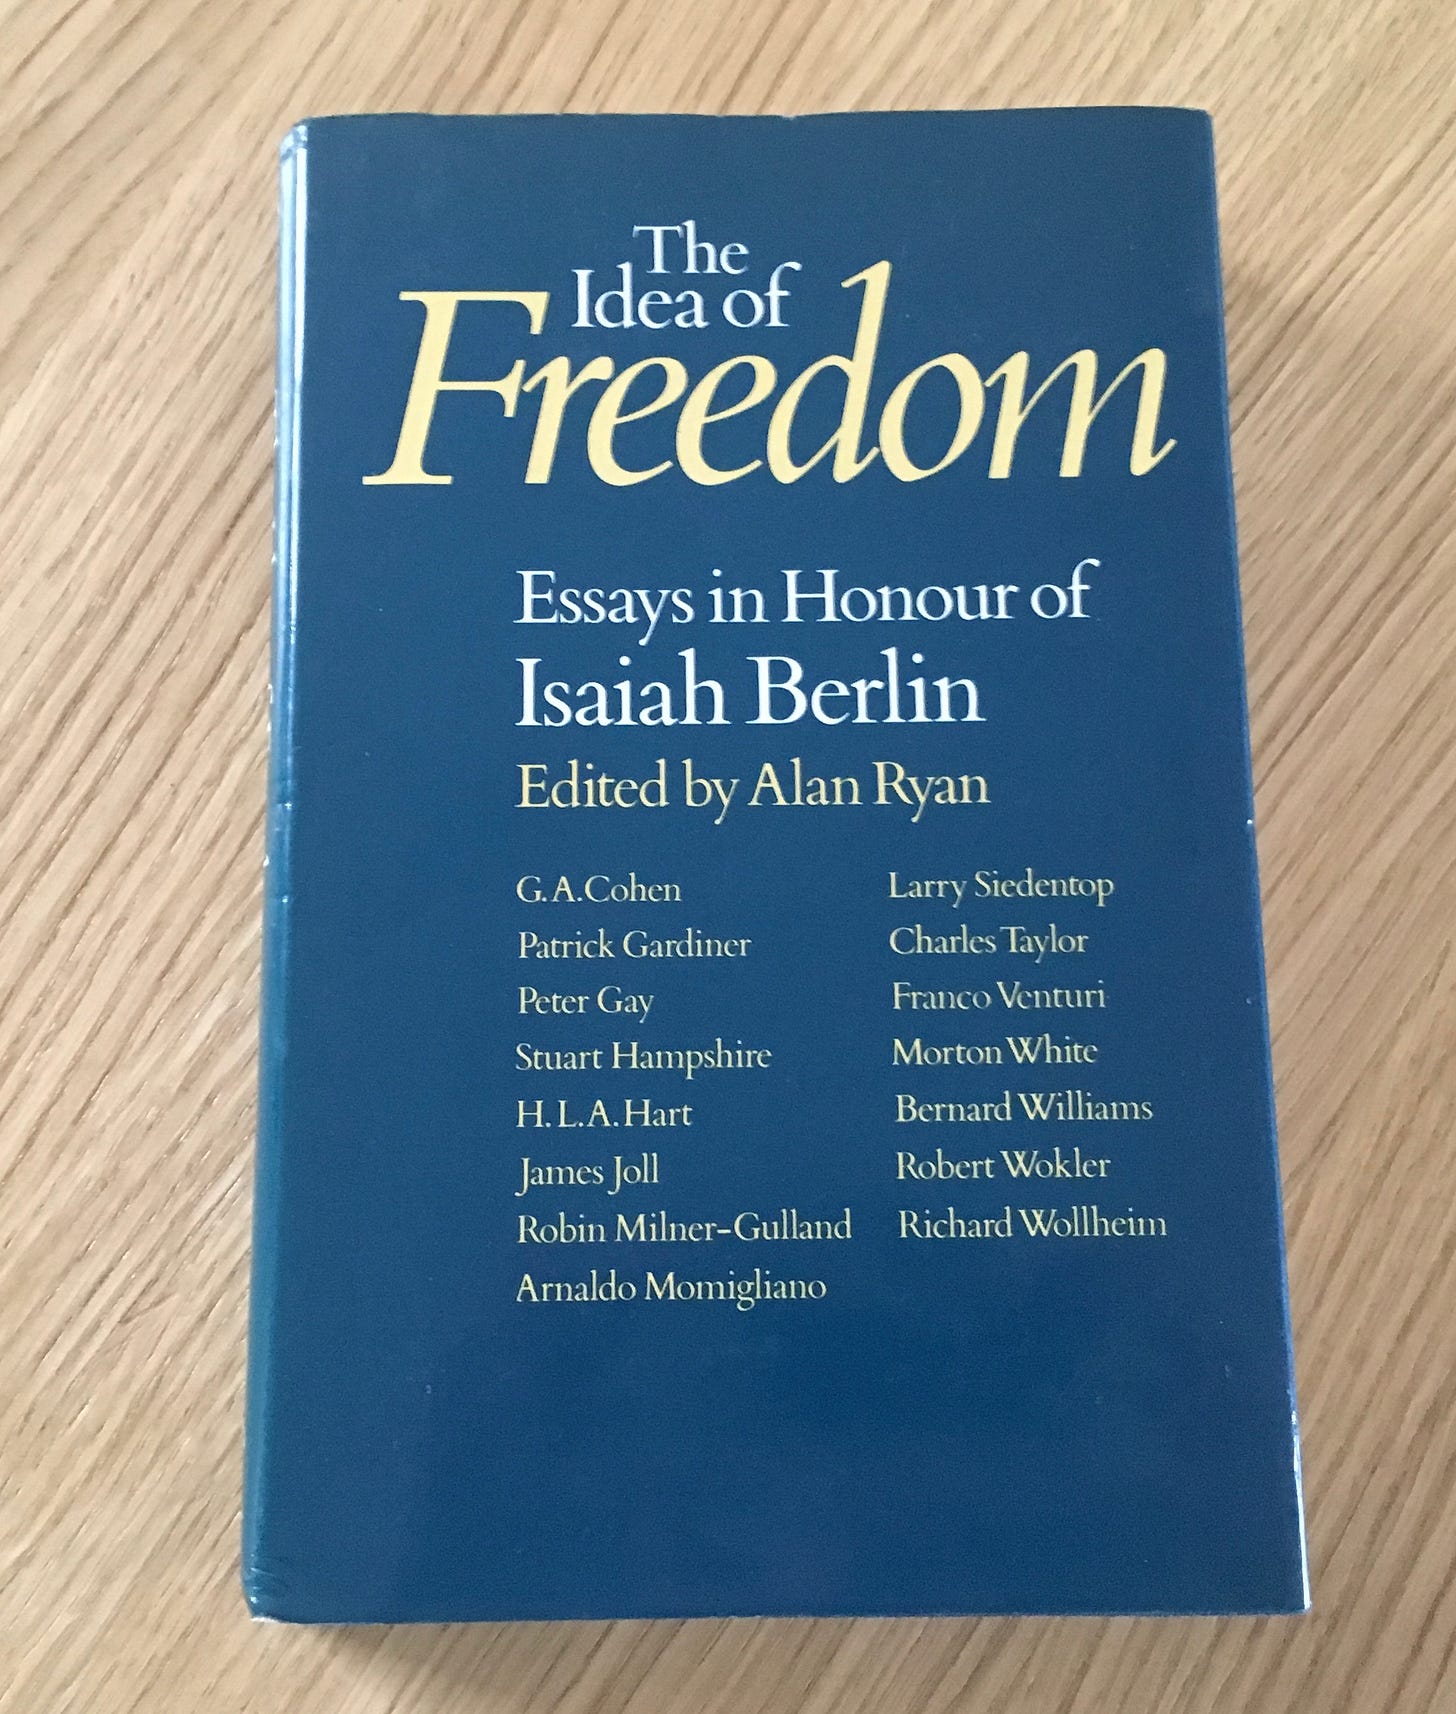 The
Idea of
Freedom
Essays in Honour of
Isaiah Berlin
Edited by Alan Ryan
G.A.Cohen
Patrick Gardiner
Peter Gay
Stuart Hampshire
H.L.A.Hart
James Joll
Robin Milner-Gulland
Arnaldo Momigliano
Larry Siedentop
Charles Taylor
Franco Venturi
Morton White
Bernard Williams
Robert Wokler
Richard Wollheim